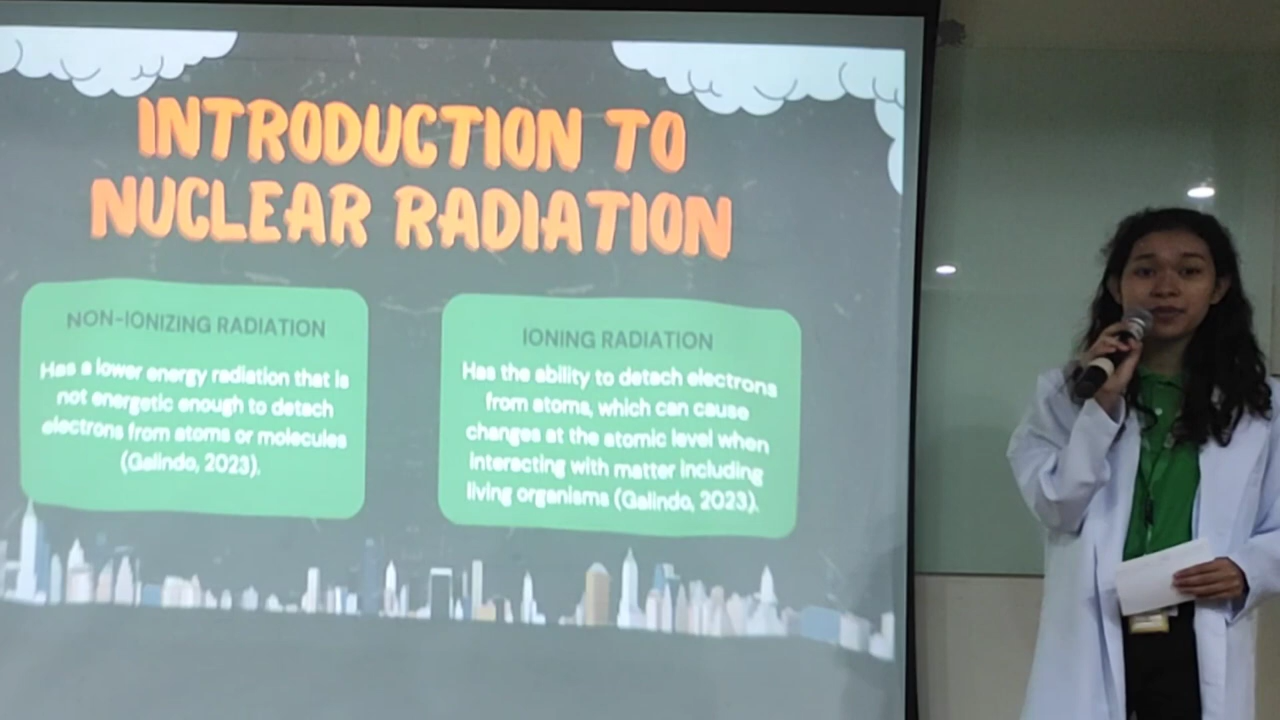 INTRODUCTION TO
NUCLEAR RADIATION
NON-IONIZING RADIATION
Has a lower energy radiation that is
not energetic enough to detach
electrons from atoms or molecules
(Galindo, 2023).
IONING RADIATION
Has the ability to detach electrons
from atoms, which can cause
changes at the atomic level when
interacting with matter including
living organisms (Galindo, 2023).